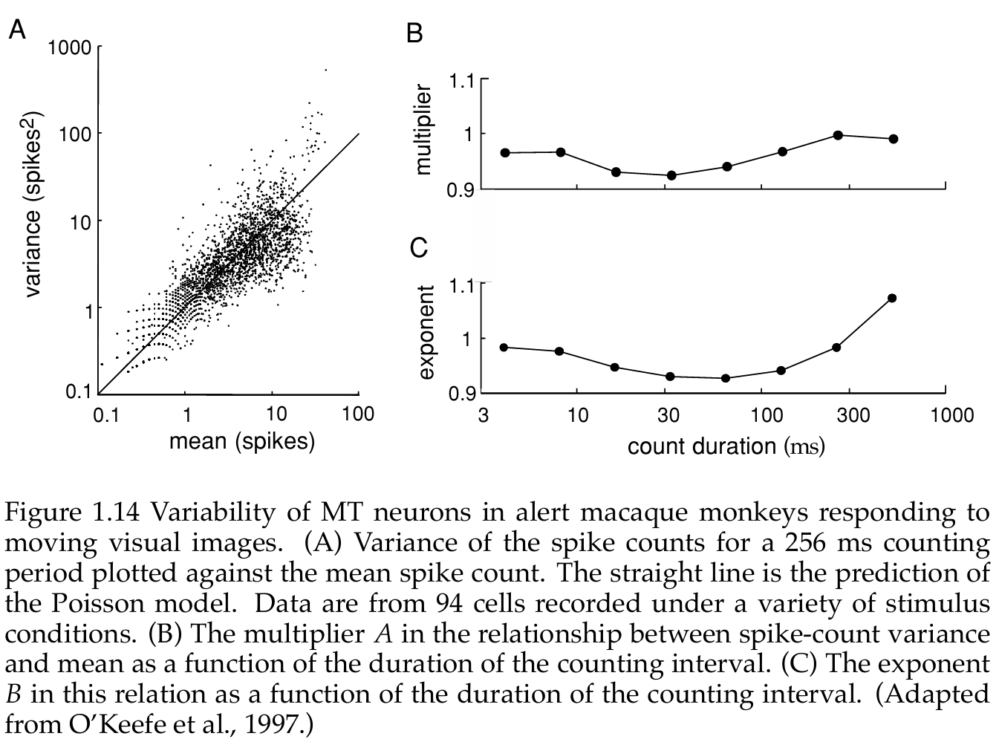 A
1000
100
10
1
0.1
variance (spikes2)
0.1 1 10 100
mean (spikes)
B
1.1
1
0.9
multiplier
C
1.1
1
0.9
exponent
3 10 30 100 300 1000
count duration (ms)
Figure 1.14 Variability of MT neurons in alert macaque monkeys responding to
moving visual images. (A) Variance of the spike counts for a 256 ms counting
period plotted against the mean spike count. The straight line is the prediction of
the Poisson model. Data are from 94 cells recorded under a variety of stimulus
conditions. (B) The multiplier A in the relationship between spike-count variance
and mean as a function of the duration of the counting interval. (C) The exponent
B in this relation as a function of the duration of the counting interval. (Adapted
from O’Keefe et al., 1997.)